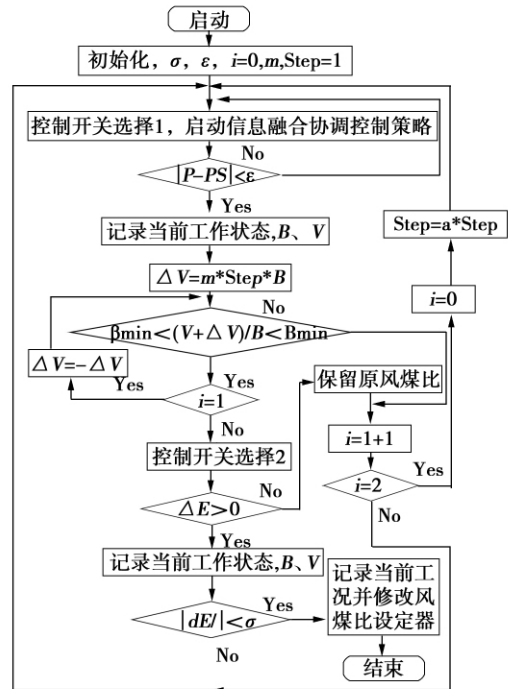 启动
初始化，σ，ε，i=0,m,Step=1
控制开关选择1，启动信息融合协调控制策略
No
|P−PS|<ε
Yes
记录当前工作状态,B、V
Step=a*Step
△V=m*Step*B
i=0
No
βmin<(V+△V)/B<Bmin
△V=−△V
Yes
Yes
保留原风煤比
i=1
No
i=1+1
控制开关选择2
No
Yes
i=2
△E>0
No
Yes
记录当前工作状态,B、V
记录当前工
况并修改风
煤比设定器
Yes
|dE/|<σ
No
结束